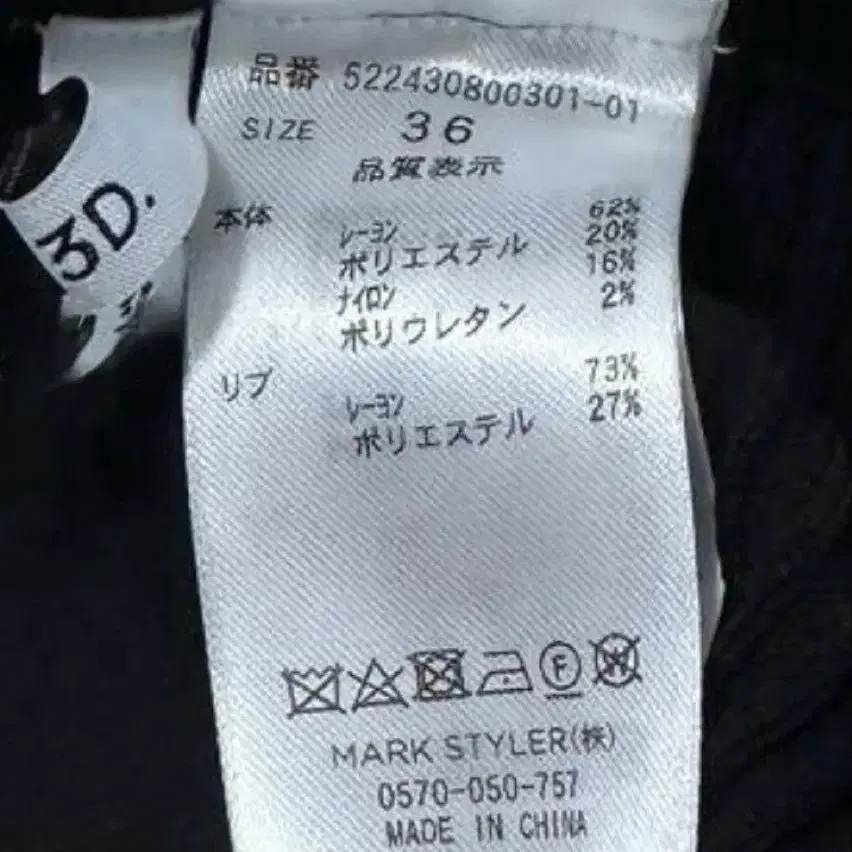 3D.
品番 522430800301-01
SIZE 36
品質表示
本体
レーヨン 62%
ポリエステル 20%
ナイロン 16%
ポリウレタン 2%
リブ
レーヨン 73%
ポリエステル 27%
F
W
MARK STYLER(株)
0570-050-757
MADE IN CHINA